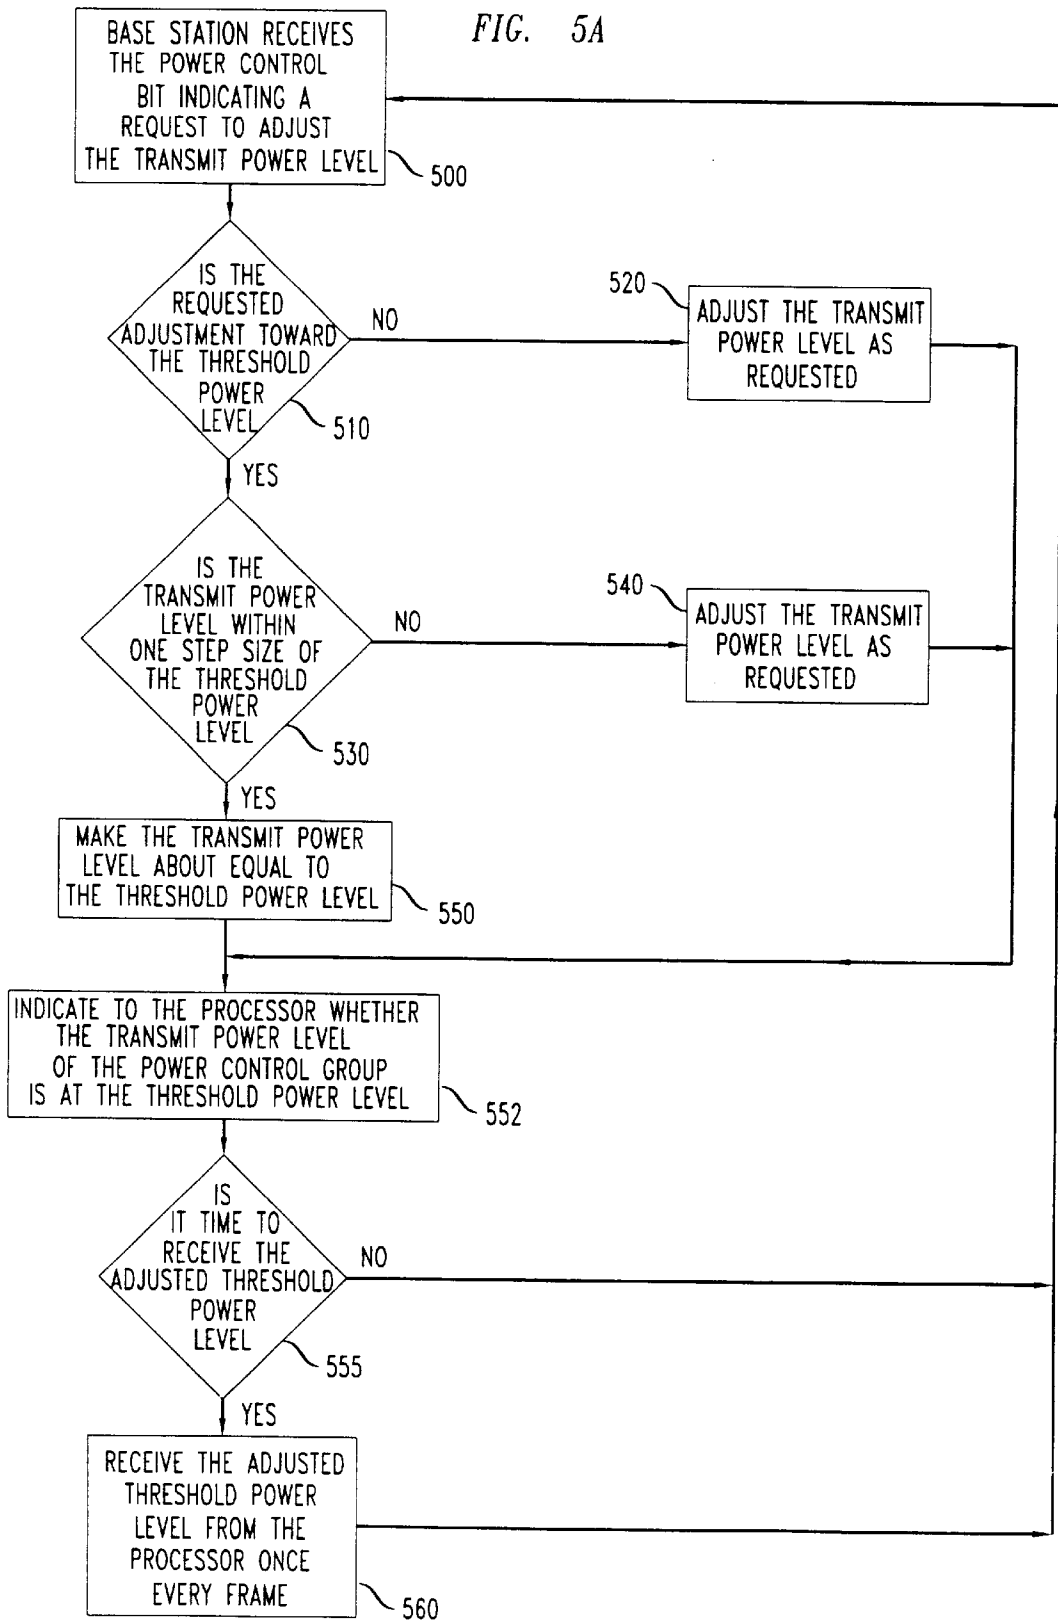 FIG. 5A
BASE STATION RECEIVES
THE POWER CONTROL
BIT INDICATING A
REQUEST TO ADJUST
THE TRANSMIT POWER LEVEL
500
IS THE
REQUESTED
ADJUSTMENT TOWARD
THE THRESHOLD
POWER
LEVEL
510
NO
520
ADJUST THE TRANSMIT
POWER LEVEL AS
REQUESTED
YES
IS THE
TRANSMIT POWER
LEVEL WITHIN
ONE STEP SIZE OF
THE THRESHOLD
POWER
LEVEL
530
NO
540
ADJUST THE TRANSMIT
POWER LEVEL AS
REQUESTED
YES
MAKE THE TRANSMIT POWER
LEVEL ABOUT EQUAL TO
THE THRESHOLD POWER LEVEL
550
INDICATE TO THE PROCESSOR WHETHER
THE TRANSMIT POWER LEVEL
OF THE POWER CONTROL GROUP
IS AT THE THRESHOLD POWER LEVEL
552
IS
IT TIME TO
RECEIVE THE
ADJUSTED THRESHOLD
POWER
LEVEL
555
NO
YES
RECEIVE THE ADJUSTED
THRESHOLD POWER
LEVEL FROM THE
PROCESSOR ONCE
EVERY FRAME
560